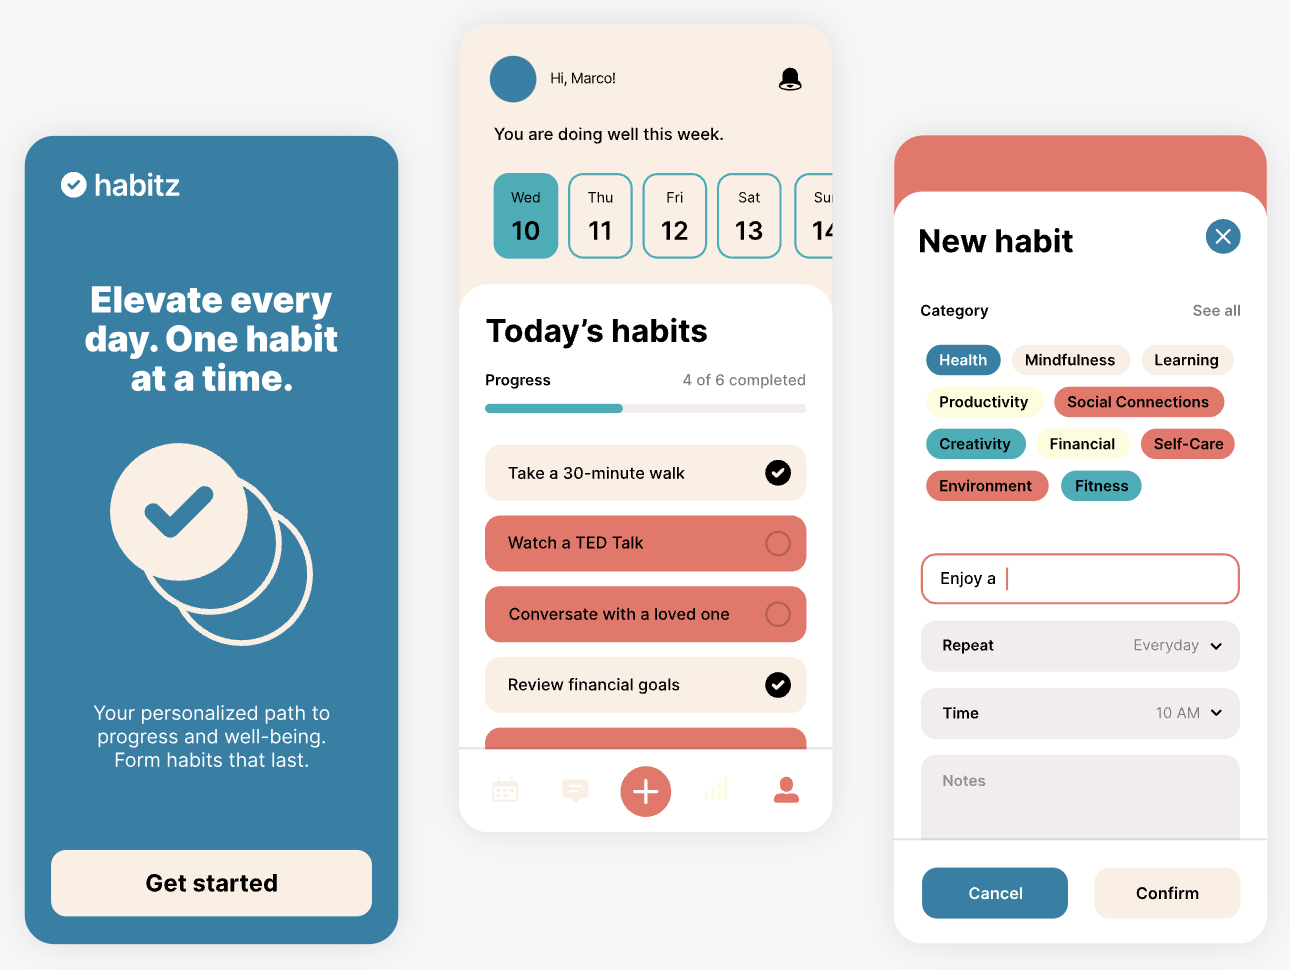 habitz
Elevate every
day. One habit
at a time.
Your personalized path to
progress and well-being.
Form habits that last.
Get started
Hi, Marco!
You are doing well this week.
Wed Thu Fri Sat Sun
10 11 12 13 14
Today’s habits
Progress 4 of 6 completed
Take a 30-minute walk
Watch a TED Talk
Conversate with a loved one
Review financial goals
New habit
Category See all
Health Mindfulness Learning
Productivity Social Connections
Creativity Financial Self-Care
Environment Fitness
Enjoy a
Repeat Everyday
Time 10 AM
Notes
Cancel Confirm